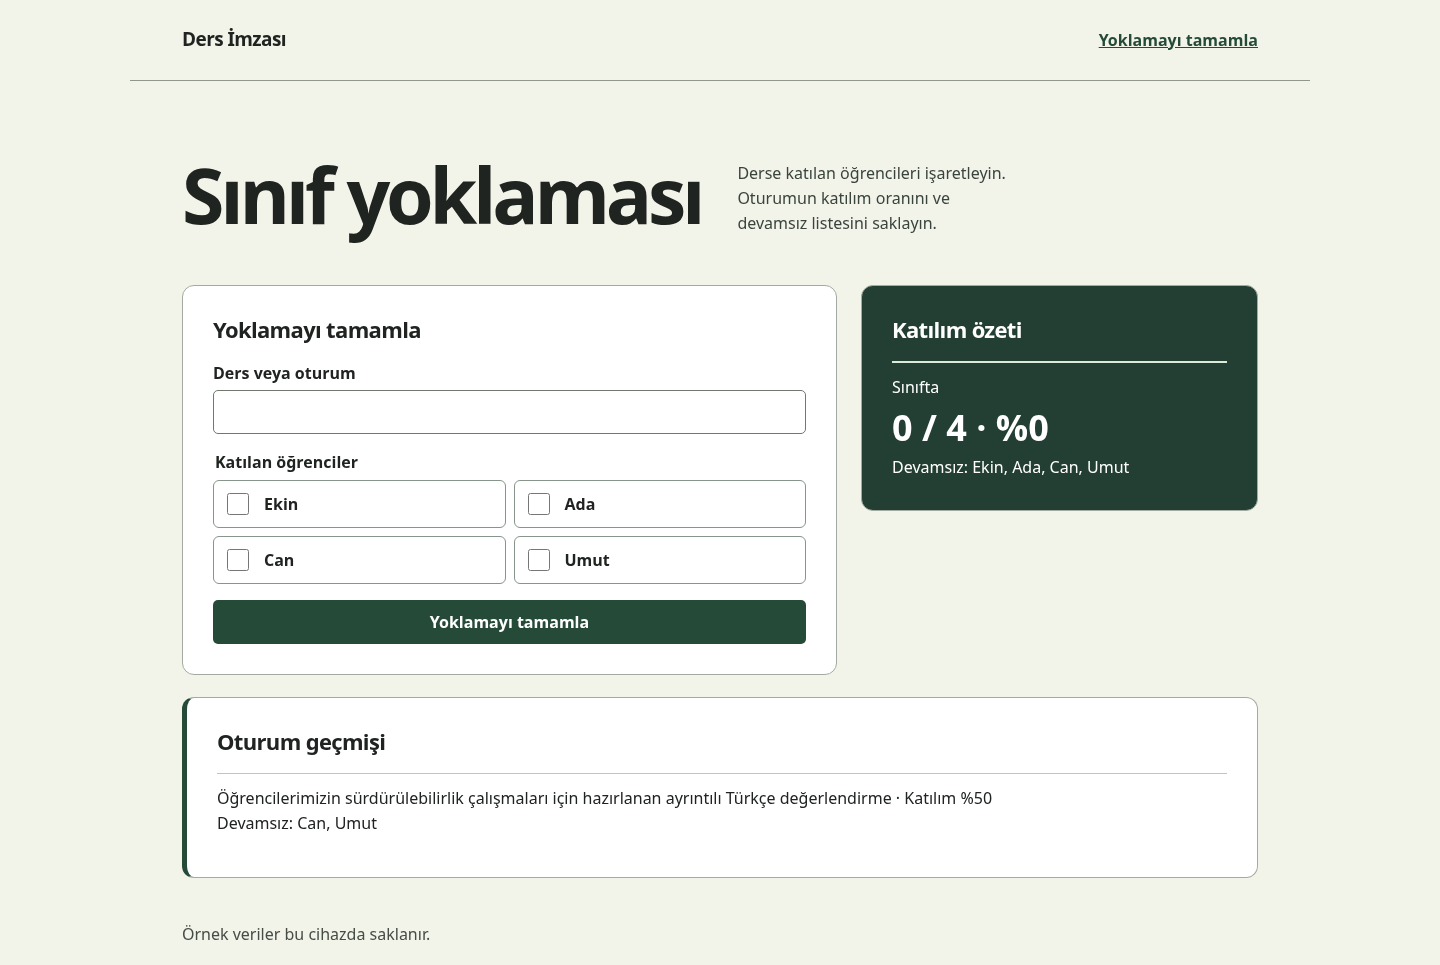 Ders İmzası
Yoklamayı tamamla
Sınıf yoklaması
Derse katılan öğrencileri işaretleyin.
Oturumun katılım oranını ve
devamsız listesini saklayın.
Yoklamayı tamamla
Ders veya oturum
Katılan öğrenciler
Ekin
Ada
Can
Umut
Yoklamayı tamamla
Katılım özeti
Sınıfta
0 / 4 · %0
Devamsız: Ekin, Ada, Can, Umut
Oturum geçmişi
Öğrencilerimizin sürdürülebilirlik çalışmaları için hazırlanan ayrıntılı Türkçe değerlendirme · Katılım %50
Devamsız: Can, Umut
Örnek veriler bu cihazda saklanır.